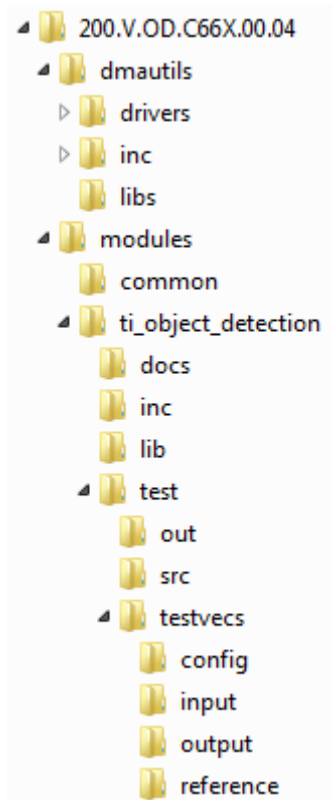 200.V.OD.C66X.00.04
dmautils
drivers
inc
libs
modules
common
ti_object_detection
docs
inc
lib
test
out
src
testvecs
config
input
output
reference